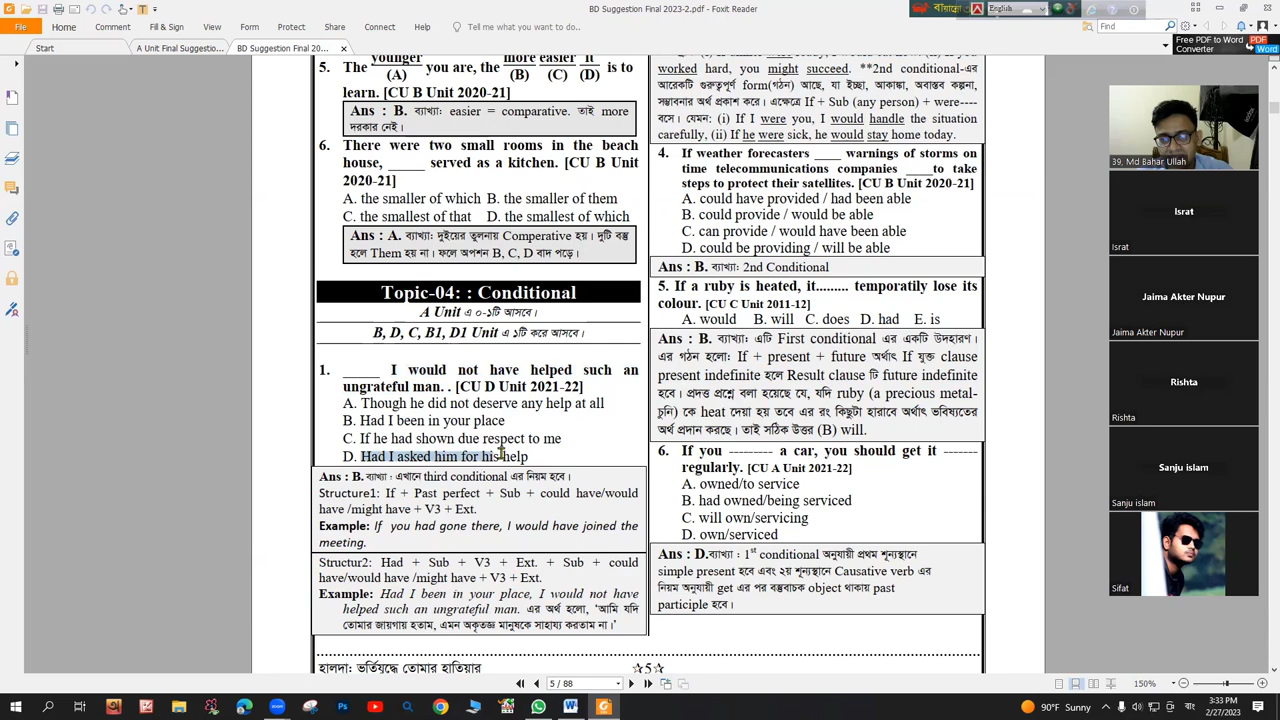 BD Suggestion Final 2023-2.pdf - Foxit Reader
English
File
Home
Comment
Fill & Sign
View
Form
Protect
Share
Connect
Help
Tell me what you want to do...
Find
Free PDF to Word
Converter
PDF
Word
Start
A Unit Final Suggestio...
BD Suggestion Final 20...
younger more easier it
5. The (A) you are, the (B) (C) (D) is to
learn. [CU B Unit 2020-21]
Ans : B. ব্যাখ্যা: easier = comparative. তাই more
দরকার নেই।
6. There were two small rooms in the beach
house, _____ served as a kitchen. [CU B Unit
2020-21]
A. the smaller of which B. the smaller of them
C. the smallest of that D. the smallest of which
Ans : A. ব্যাখ্যা: দুইয়ের তুলনায় Comperative হয়। দুটি বস্তু
হলে Them হয় না। ফলে অপশন B, C, D বাদ পড়ে।
Topic-04: : Conditional
A Unit এ ০-১টি আসবে।
B, D, C, B1, D1 Unit এ ১টি করে আসবে।
1. _____ I would not have helped such an
ungrateful man. . [CU D Unit 2021-22]
A. Though he did not deserve any help at all
B. Had I been in your place
C. If he had shown due respect to me
D. Had I asked him for his help
Ans : B. ব্যাখ্যা : এখানে third conditional এর নিয়ম হবে।
Structure1: If + Past perfect + Sub + could have/would
have /might have + V3 + Ext.
Example: If you had gone there, I would have joined the
meeting.
Structur2: Had + Sub + V3 + Ext. + Sub + could
have/would have /might have + V3 + Ext.
Example: Had I been in your place, I would not have
helped such an ungrateful man. এর অর্থ হলো, ‘আমি যদি
তোমার জায়গায় হতাম, এমন অকৃতজ্ঞ মানুষকে সাহায্য করতাম না।’
worked hard, you might succeed. **2nd conditional-এর
আরেকটি গুরুত্বপূর্ণ form(গঠন) আছে, যা ইচ্ছা, আকাঙ্ক্ষা, অবাস্তব কল্পনা,
সম্ভাবনার অর্থ প্রকাশ করে। এক্ষেত্রে If + Sub (any person) + were----
বসে। যেমন: (i) If I were you, I would handle the situation
carefully, (ii) If he were sick, he would stay home today.
4. If weather forecasters ____ warnings of storms on
time telecommunications companies ____to take
steps to protect their satellites. [CU B Unit 2020-21]
A. could have provided / had been able
B. could provide / would be able
C. can provide / would have been able
D. could be providing / will be able
Ans : B. ব্যাখ্যা: 2nd Conditional
5. If a ruby is heated, it......... temporatily lose its
colour. [CU C Unit 2011-12]
A. would B. will C. does D. had E. is
Ans : B. ব্যাখ্যা: এটি First conditional এর একটি উদাহরণ।
এর গঠন হলো: If + present + future অর্থাৎ If যুক্ত clause
present indefinite হলে Result clause টি future indefinite
হবে। প্রদত্ত প্রশ্নে বলা হয়েছে যে, যদি ruby (a precious metal-
চুনি) কে heat দেয়া হয় তবে এর রং কিছুটা হারাবে অর্থাৎ ভবিষ্যতের
অর্থ প্রদান করছে। তাই সঠিক উত্তর (B) will.
6. If you --------- a car, you should get it -------
regularly. [CU A Unit 2021-22]
A. owned/to service
B. had owned/being serviced
C. will own/servicing
D. own/serviced
Ans : D.ব্যাখ্যা : 1st conditional অনুযায়ী প্রথম শূন্যস্থানে
simple present হবে এবং ২য় শূন্যস্থানে Causative verb এর
নিয়ম অনুযায়ী get এর পর বস্তুবাচক object থাকায় past
participle হবে।
হালদা: ভর্তিযুদ্ধে তোমার হাতিয়ার
☆5☆
39, Md Bahar Ullah
Israt
Israt
Jaima Akter Nupur
Jaima Akter Nupur
Rishta
Rishta
Sanju islam
Sanju islam
Sifat
5 / 88
150%
90°F Sunny
3:33 PM
2/27/2023